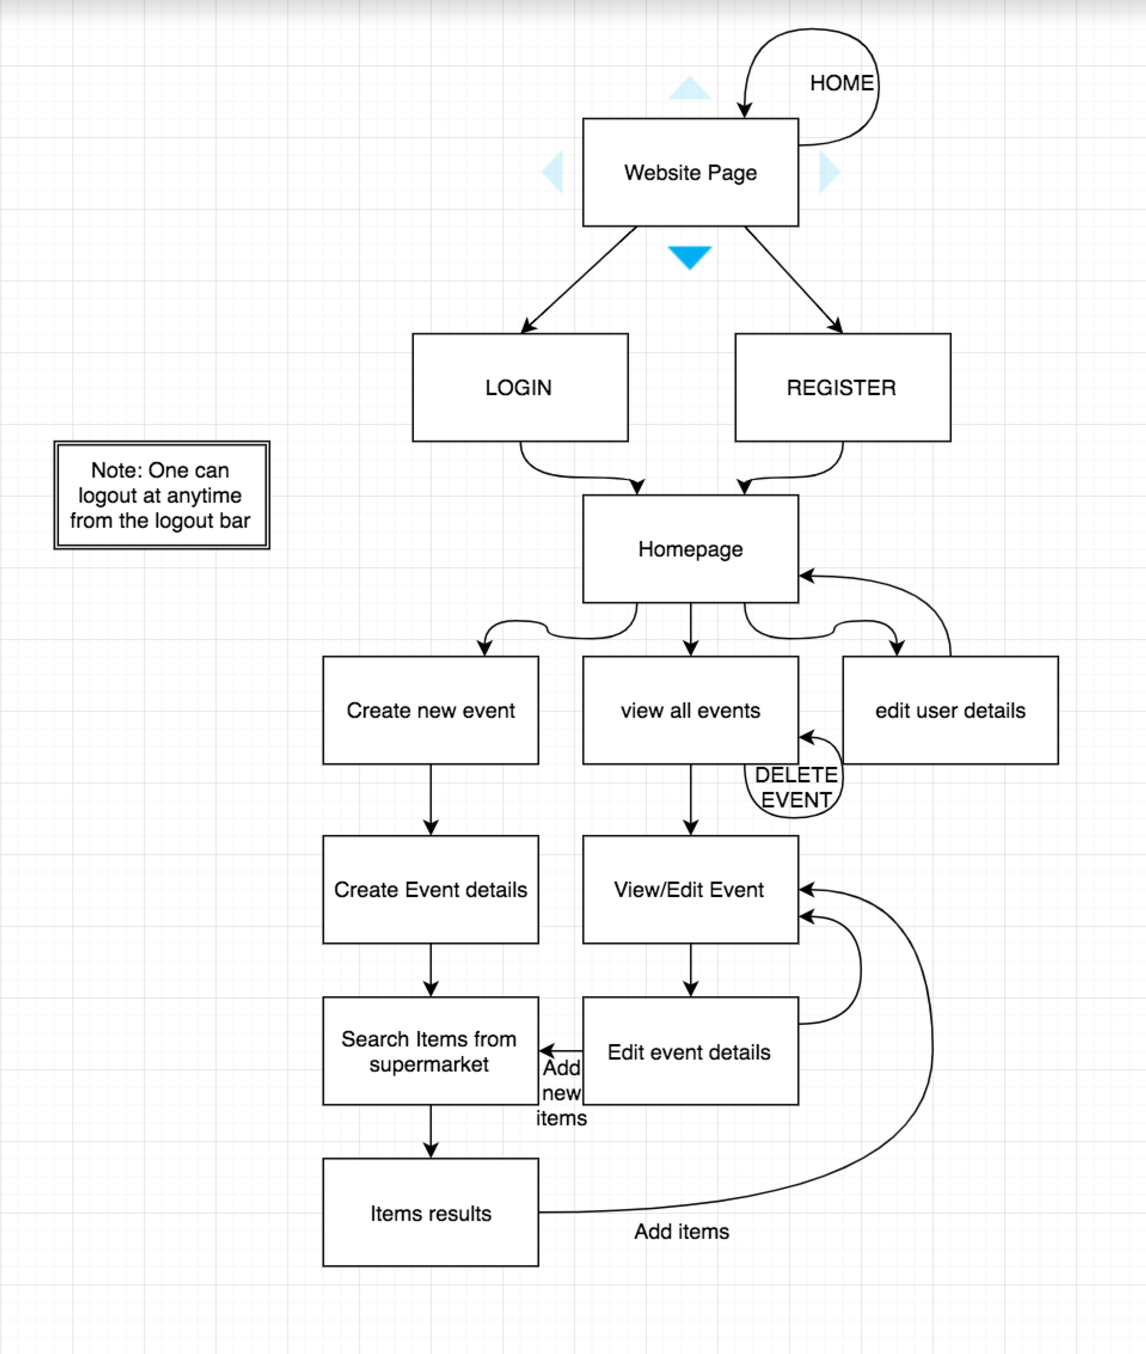 HOME
Website Page
LOGIN
REGISTER
Note: One can
logout at anytime
from the logout bar
Homepage
Create new event
view all events
edit user details
DELETE
EVENT
Create Event details
View/Edit Event
Search Items from
supermarket
Edit event details
Add
new
items
Items results
Add items